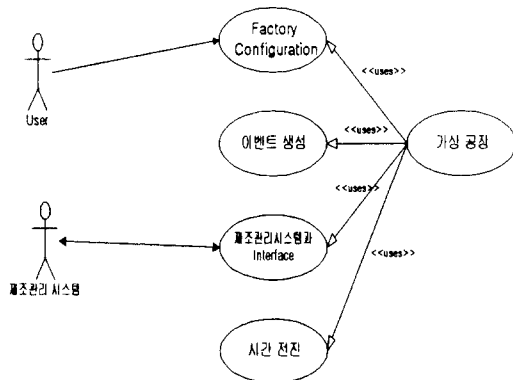 Factory
Configuration
<<uses>>
User
이벤트 생성
<<uses>>
가상 공장
<<uses>>
제조관리시스템과
Interface
<<uses>>
제조관리 시스템
시간 전진